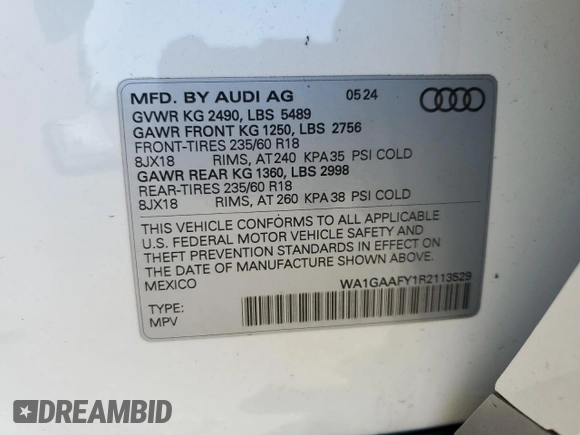 MFD. BY AUDI AG 05 24
GVWR KG 2490, LBS 5489
GAWR FRONT KG 1250, LBS 2756
FRONT-TIRES 235/60 R18
8JX18 RIMS, AT 240 KPA 35 PSI COLD
GAWR REAR KG 1360, LBS 2998
REAR-TIRES 235/60 R18
8JX18 RIMS, AT 260 KPA 38 PSI COLD
THIS VEHICLE CONFORMS TO ALL APPLICABLE
U.S. FEDERAL MOTOR VEHICLE SAFETY AND
THEFT PREVENTION STANDARDS IN EFFECT ON
THE DATE OF MANUFACTURE SHOWN ABOVE.
MEXICO WA1GAAFY1R2113529
TYPE:
MPV
DREAMBID